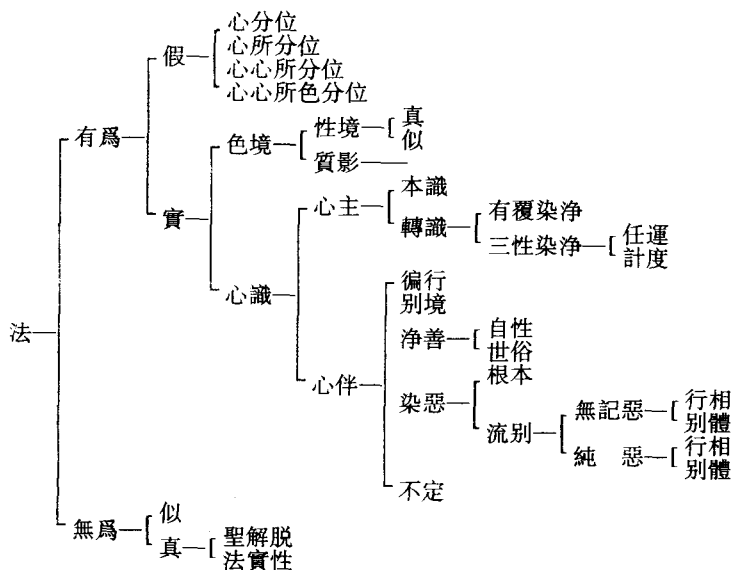 法
有爲
假
心分位
心所分位
心心所分位
心心所色分位
實
色境
性境
真
似
質影
心識
心主
本識
轉識
有覆染浄
三性染浄
任運
計度
心伴
徧行
別境
浄善
自性
世俗
染惡
根本
流別
無記惡
行相
別體
純 惡
行相
別體
不定
無爲
似
真
聖解脱
法實性